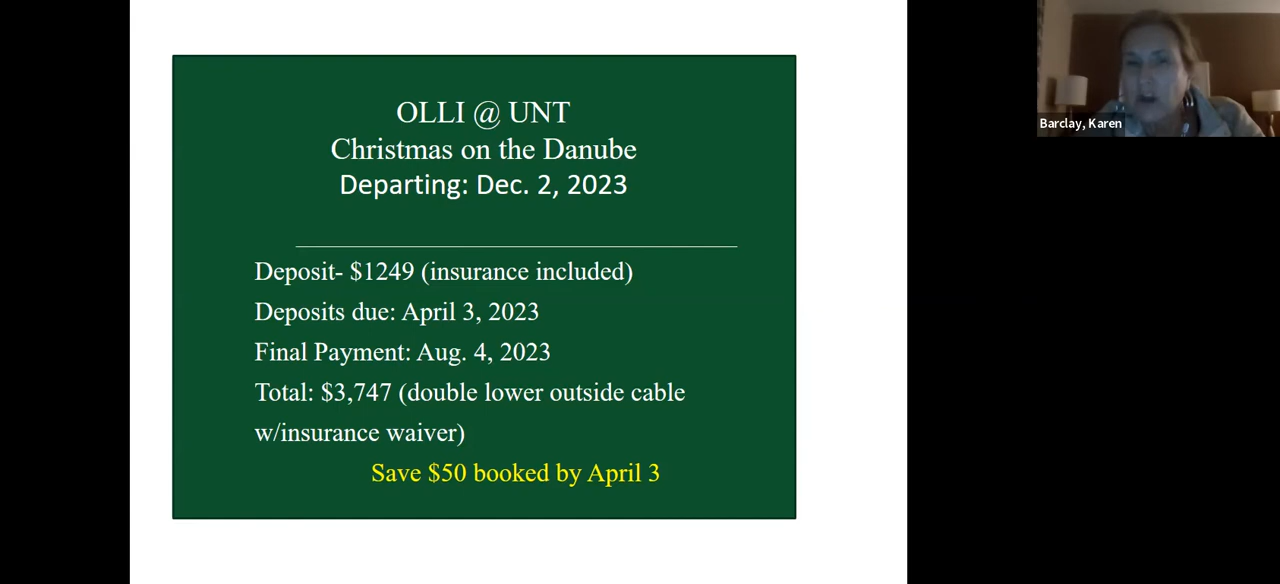 OLLI @ UNT
Christmas on the Danube
Departing: Dec. 2, 2023
Deposit- $1249 (insurance included)
Deposits due: April 3, 2023
Final Payment: Aug. 4, 2023
Total: $3,747 (double lower outside cable
w/insurance waiver)
Save $50 booked by April 3
Barclay, Karen